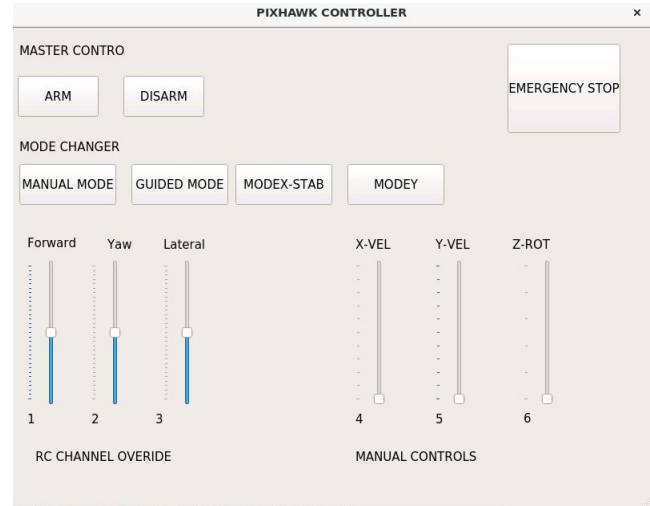 PIXHAWK CONTROLLER ×
MASTER CONTRO
ARM DISARM EMERGENCY STOP
MODE CHANGER
MANUAL MODE GUIDED MODE MODEX-STAB MODEY
Forward Yaw Lateral X-VEL Y-VEL Z-ROT
1 2 3 4 5 6
RC CHANNEL OVERIDE MANUAL CONTROLS